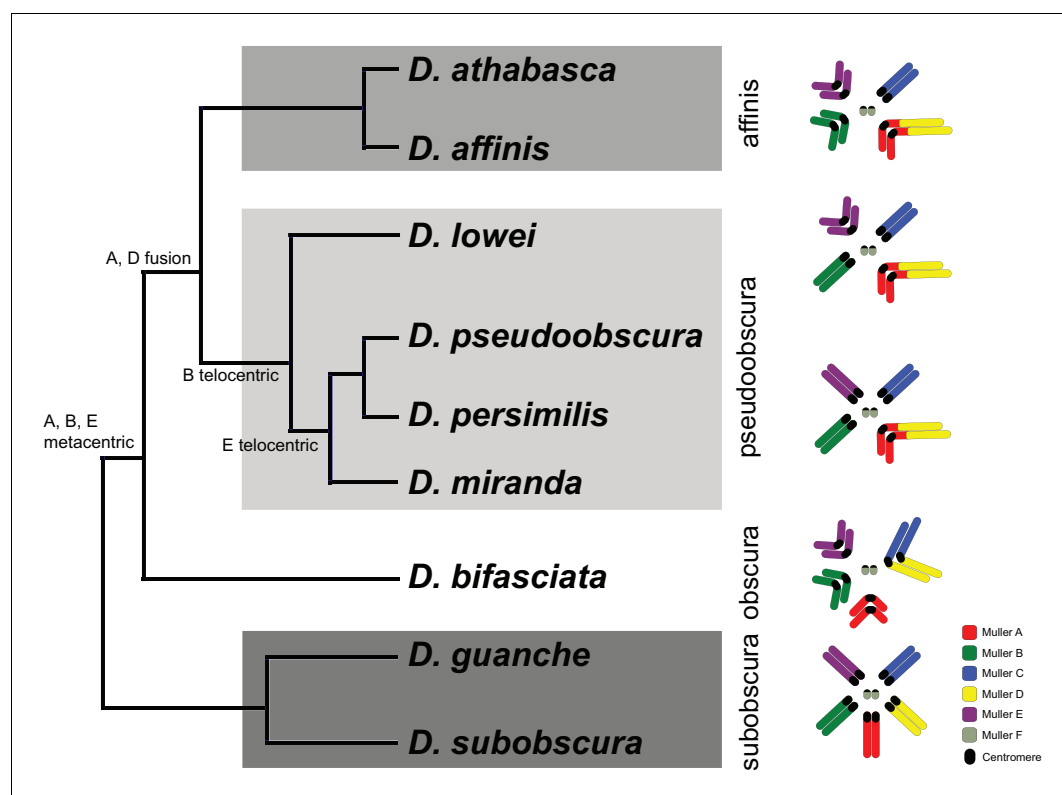 D. athabasca
D. affinis
affinis
A, D fusion
D. lowei
D. pseudoobscura
B telocentric
D. persimilis
E telocentric
D. miranda
pseudoobscura
A, B, E
metacentric
D. bifasciata
obscura
D. guanche
D. subobscura
subobscura
Muller A
Muller B
Muller C
Muller D
Muller E
Muller F
Centromere